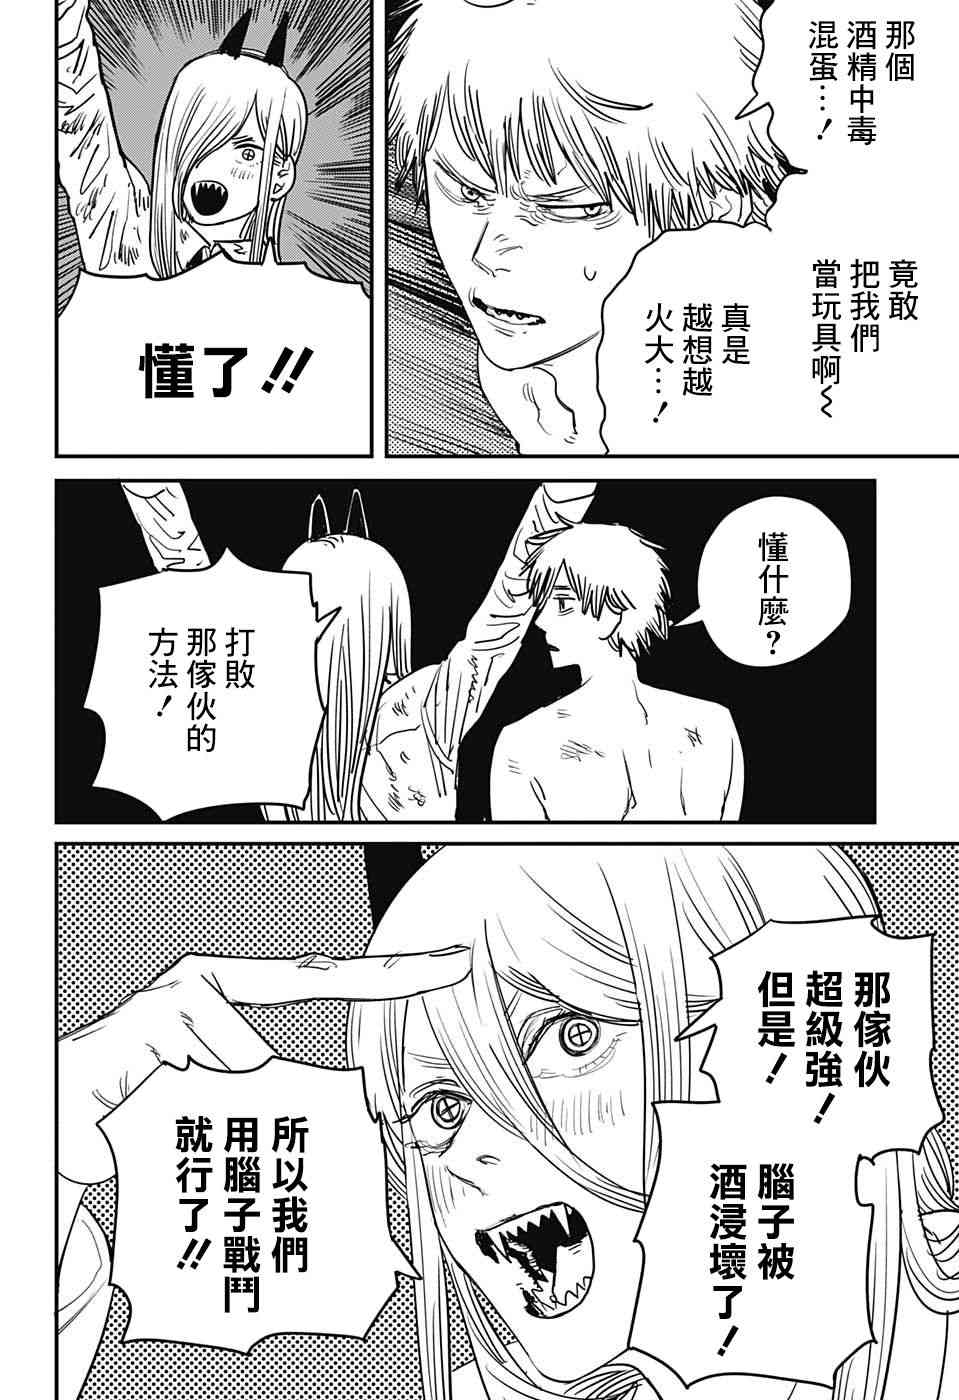 那個
酒精中毒
混蛋…！
竟敢
把我們
當玩具啊～
真是
越想越
火大…！
懂了！！
懂什麼？
打敗
那傢伙的
方法！
那傢伙
超級強！
但是！
腦子被
酒浸壞了！
所以我們
用腦子戰鬥
就行了！！